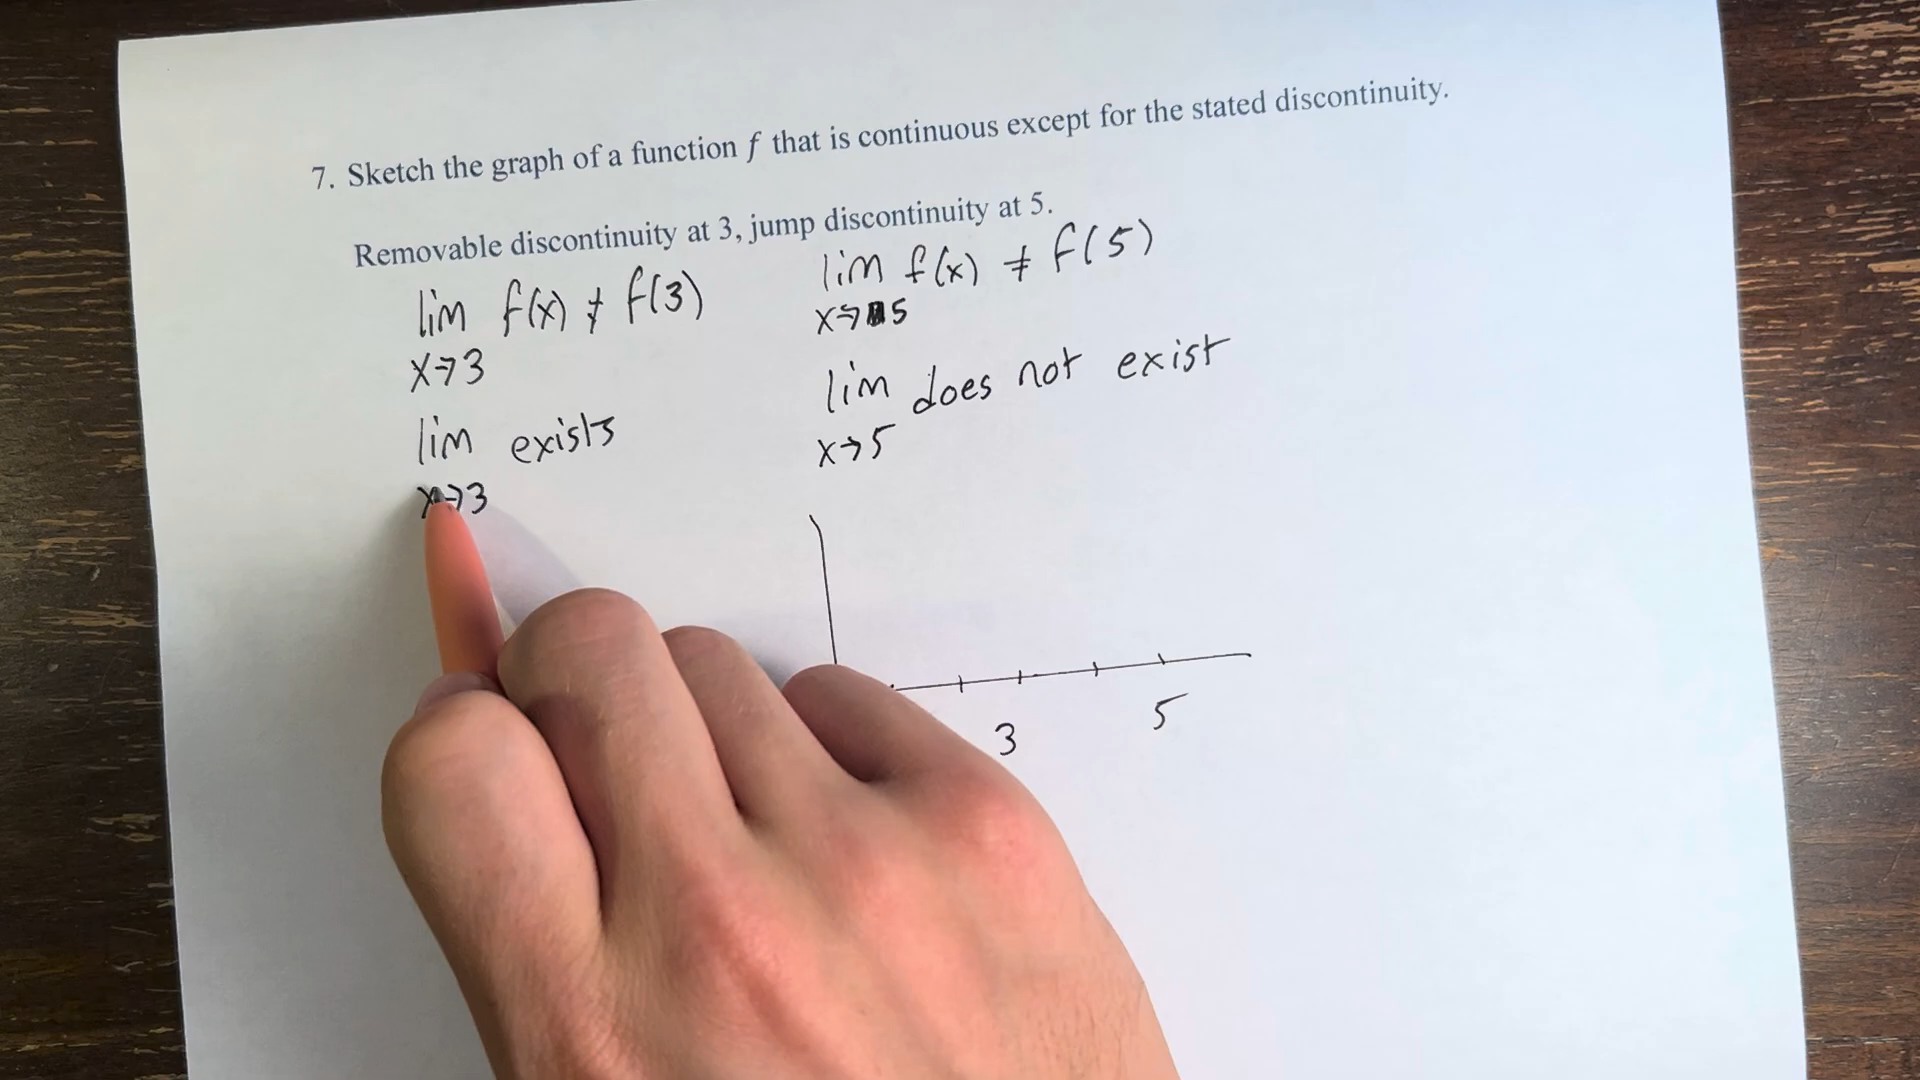 7. Sketch the graph of a function f that is continuous except for the stated discontinuity.
Removable discontinuity at 3, jump discontinuity at 5.
lim f(x) ≠ f(3)
x→3
lim exists
x→3
lim f(x) ≠ f(5)
x→5
lim does not exist
x→5
3
5